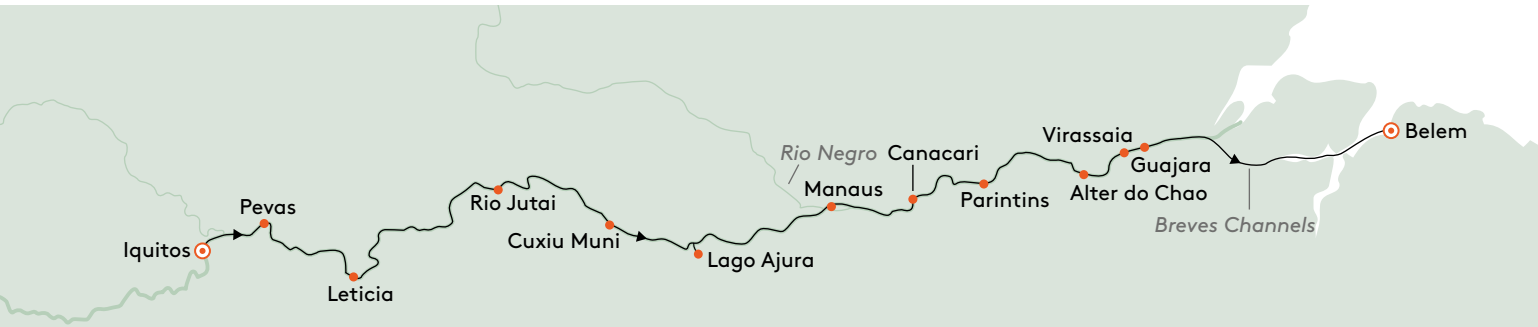 Iquitos
Pevas
Leticia
Rio Jutai
Cuxiu Muni
Lago Ajura
Manaus
Rio Negro
Canacari
Parintins
Virassaia
Alter do Chao
Guajara
Breves Channels
Belem